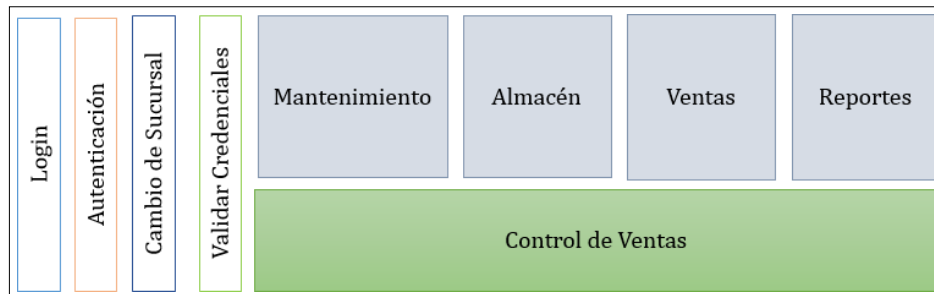 Login
Autenticación
Cambio de Sucursal
Validar Credenciales
Mantenimiento
Almacén
Ventas
Reportes
Control de Ventas